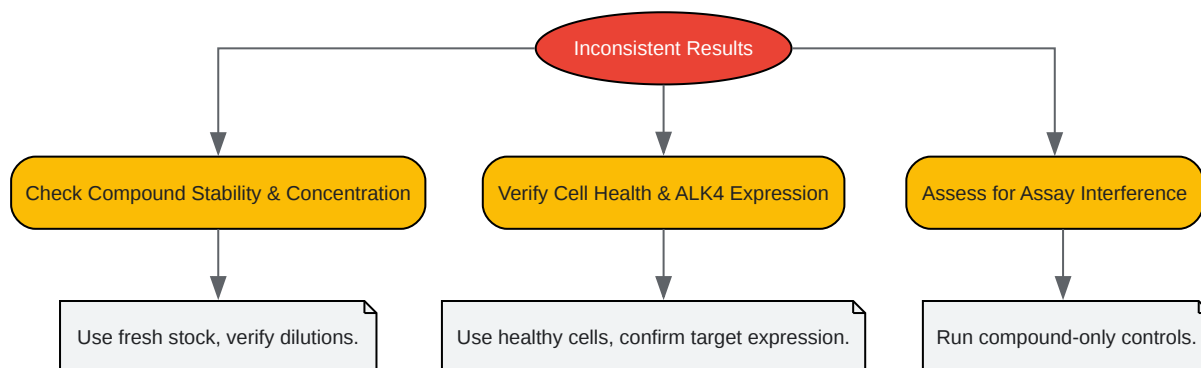 Inconsistent Results
Check Compound Stability & Concentration
Verify Cell Health & ALK4 Expression
Assess for Assay Interference
Use fresh stock, verify dilutions.
Use healthy cells, confirm target expression.
Run compound-only controls.